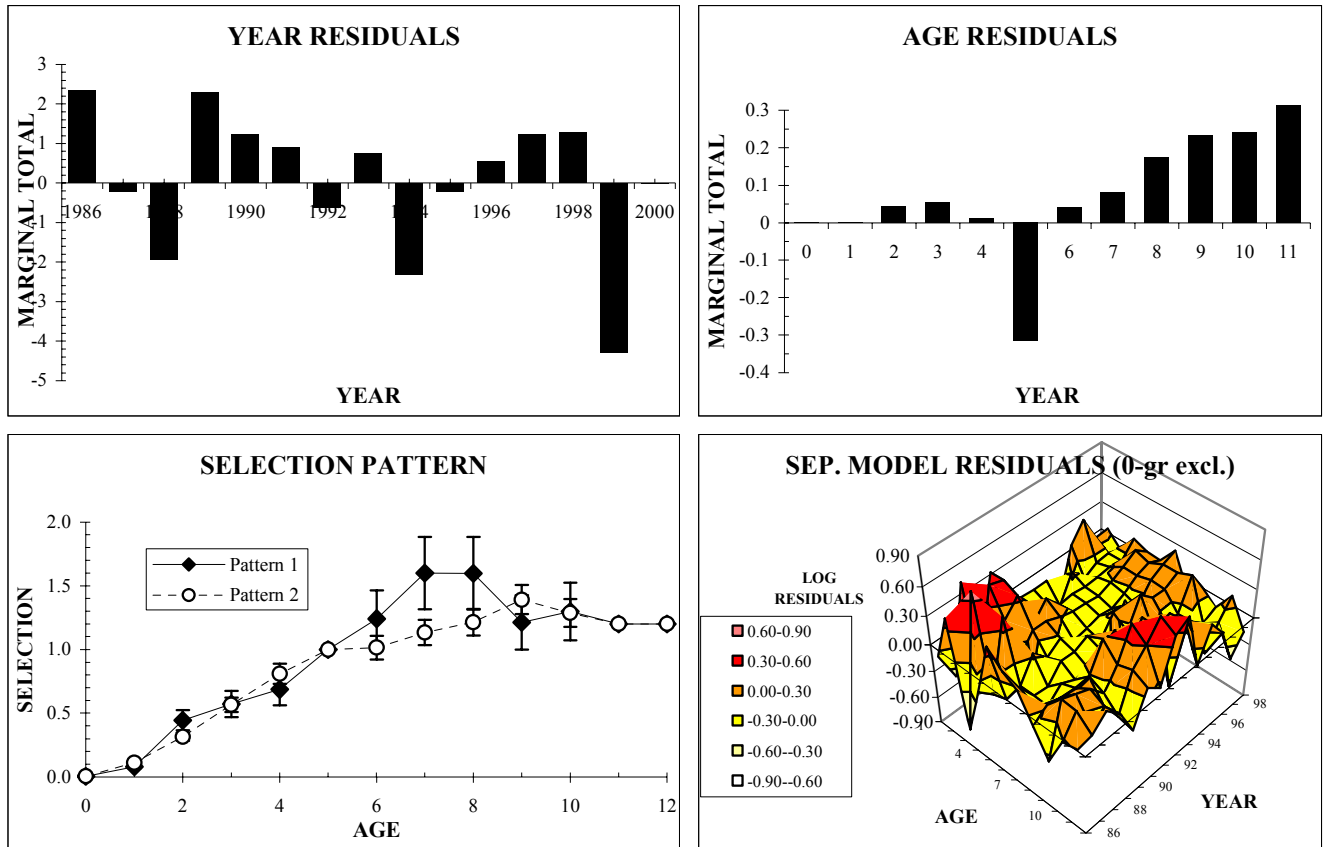 YEAR RESIDUALS
MARGINAL TOTAL
3
2
1
0
-1
-2
-3
-4
-5
1986
1990
1992
1996
1998
2000
YEAR
AGE RESIDUALS
MARGINAL TOTAL
0.3
0.2
0.1
0
-0.1
-0.2
-0.3
-0.4
0 1 2 3 4 6 7 8 9 10 11
YEAR
SELECTION PATTERN
SELECTION
2.0
1.5
1.0
0.5
0.0
Pattern 1
Pattern 2
0 2 4 6 8 10 12
AGE
SEP. MODEL RESIDUALS (0-gr excl.)
LOG
RESIDUALS
0.90
0.60
0.30
0.00
-0.30
-0.60
-0.90
0.60-0.90
0.30-0.60
0.00-0.30
-0.30-0.00
-0.60--0.30
-0.90--0.60
4
7
10
AGE
86
88
90
92
94
96
98
YEAR